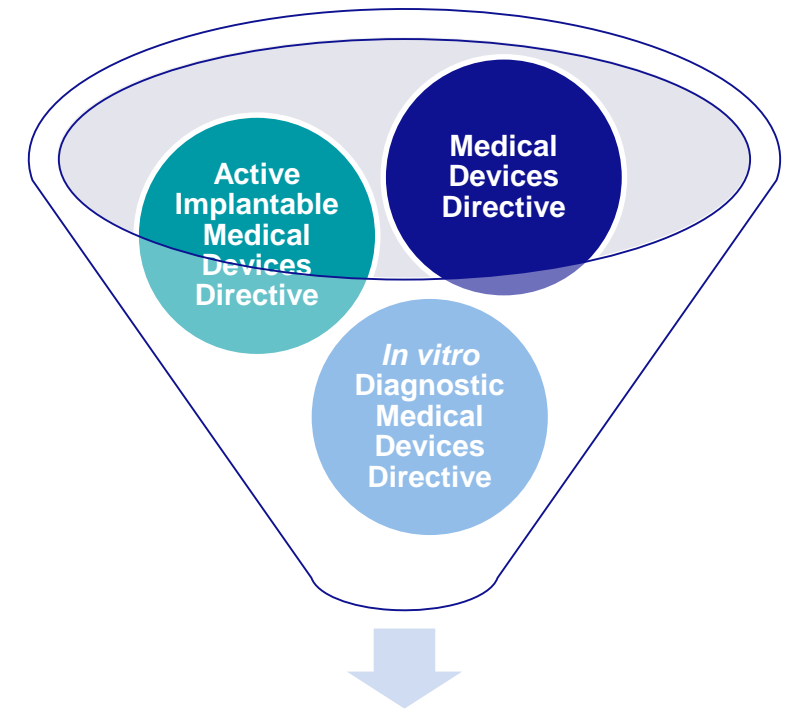 Active
Implantable
Medical
Devices
Directive
Medical
Devices
Directive
In vitro
Diagnostic
Medical
Devices
Directive